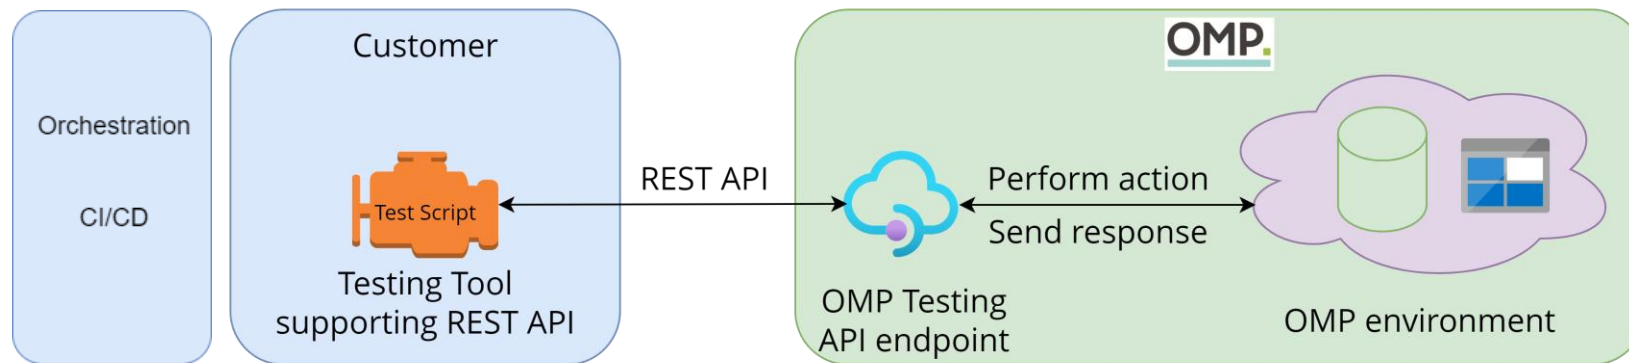 Orchestration
CI/CD
Customer
Test Script
Testing Tool
supporting REST API
REST API
OMP.
OMP Testing
API endpoint
Perform action
Send response
OMP environment